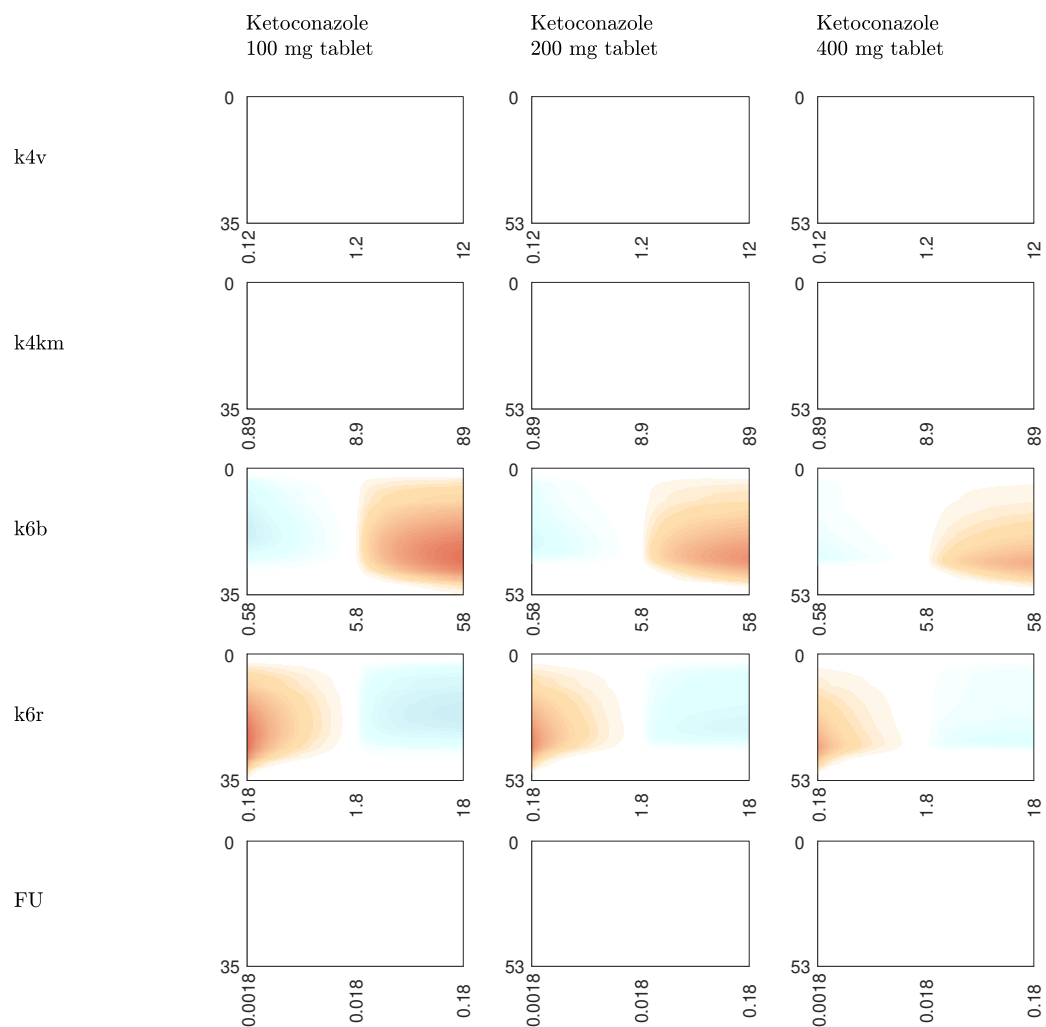 Ketoconazole Ketoconazole Ketoconazole
100 mg tablet 200 mg tablet 400 mg tablet
0 0 0
k4v
35 53 53
0.12 1.2 12 0.12 1.2 12 0.12 1.2 12
0 0 0
k4km
35 53 53
0.89 8.9 89 0.89 8.9 89 0.89 8.9 89
0 0 0
k6b
35 53 53
0.58 5.8 58 0.58 5.8 58 0.58 5.8 58
0 0 0
k6r
35 53 53
0.18 1.8 18 0.18 1.8 18 0.18 1.8 18
0 0 0
FU
35 53 53
0.0018 0.018 0.18 0.0018 0.018 0.18 0.0018 0.018 0.18